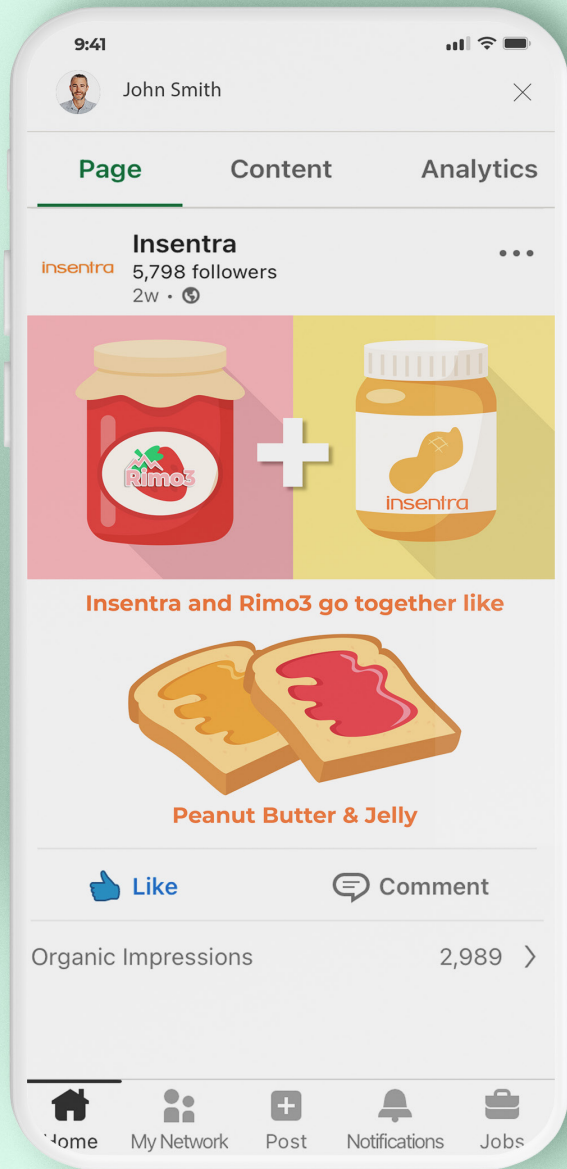 9:41
John Smith
Page Content Analytics
insentra
Insentra
5,798 followers
2w •
Rimo3
insentra
Insentra and Rimo3 go together like
Peanut Butter & Jelly
Like Comment
Organic Impressions 2,989
Home My Network Post Notifications Jobs